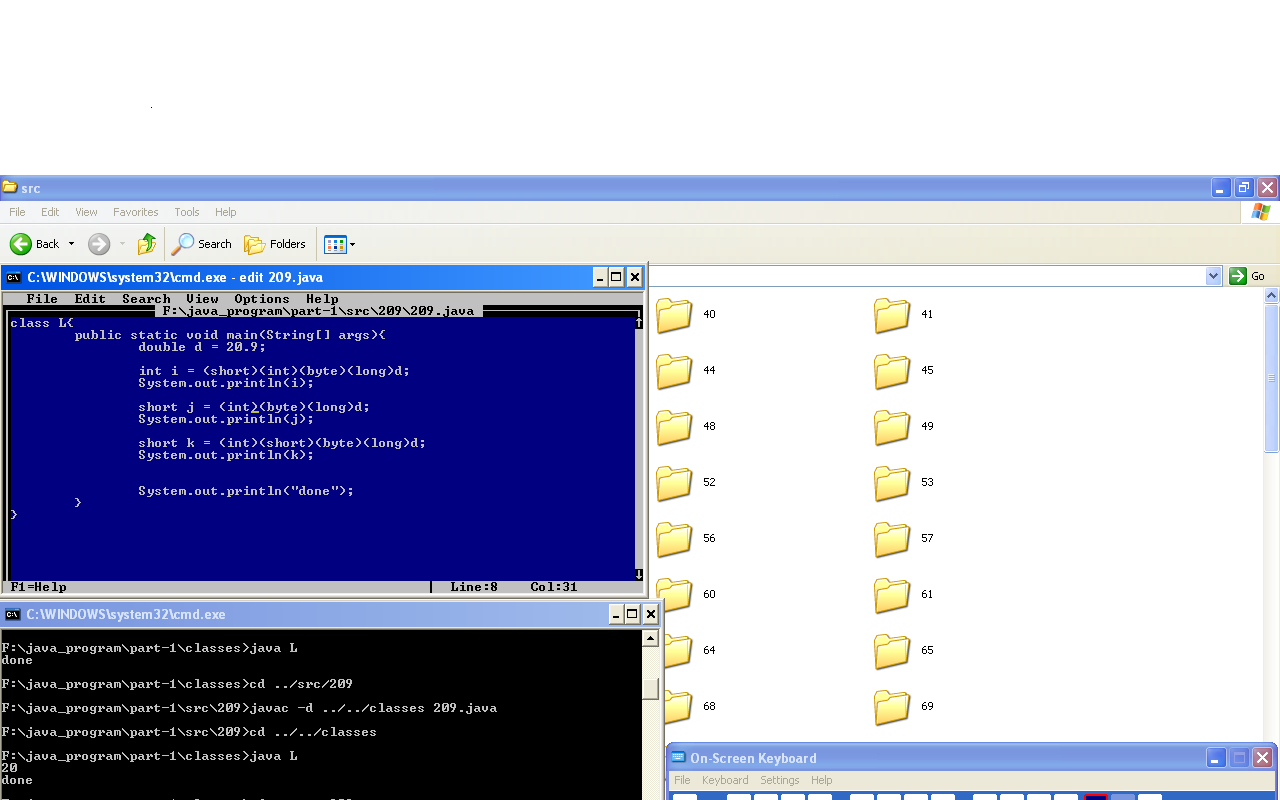 src
File Edit View Favorites Tools Help
Back Search Folders
Go
C:\WINDOWS\system32\cmd.exe - edit 209.java
File Edit Search View Options Help
F:\java_program\part-1\src\209\209.java
class L{
public static void main(String[] args){
double d = 20.9;
int i = (short)(int)(byte)(long)d;
System.out.println(i);
short j = (int)(byte)(long)d;
System.out.println(j);
short k = (int)(short)(byte)(long)d;
System.out.println(k);
System.out.println("done");
}
}
F1=Help Line:8 Col:31
40 41
44 45
48 49
52 53
56 57
60 61
64 65
68 69
C:\WINDOWS\system32\cmd.exe
F:\java_program\part-1\classes>java L
done
F:\java_program\part-1\classes>cd ../src/209
F:\java_program\part-1\src\209>javac -d ../../classes 209.java
F:\java_program\part-1\src\209>cd ../../classes
F:\java_program\part-1\classes>java L
20
done
On-Screen Keyboard
File Keyboard Settings Help